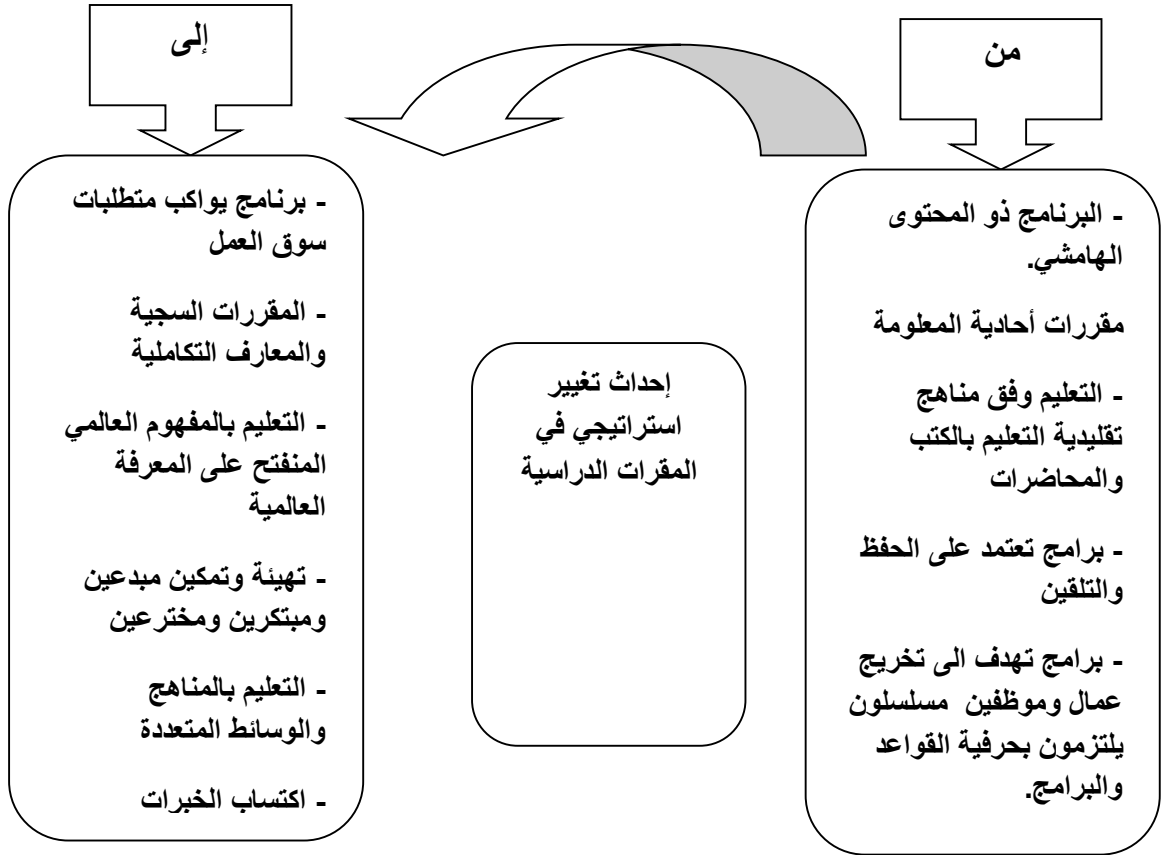 من
إلى
- البرنامج ذو المحتوى
الهامشي.
مقررات أحادية المعلومة
- التعليم وفق مناهج
تقليدية التعليم بالكتب
والمحاضرات
- برامج تعتمد على الحفظ
والتلقين
- برامج تهدف الى تخريج
عمال وموظفين مسلسلون
يلتزمون بحرفية القواعد
والبرامج.
إحداث تغيير
استراتيجي في
المقرات الدراسية
- برنامج يواكب متطلبات
سوق العمل
- المقررات السجية
والمعارف التكاملية
- التعليم بالمفهوم العالمي
المنفتح على المعرفة
العالمية
- تهيئة وتمكين مبدعين
ومبتكرين ومخترعين
- التعليم بالمناهج
والوسائط المتعددة
- اكتساب الخبرات